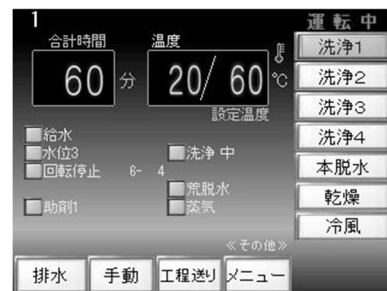 1 運転中
合計時間 温度
60分 20/ 60℃
設定温度
給水
水位3 洗浄 中
回転停止 6- 4
荒脱水
助剤1 蒸気
≪その他≫
洗浄1
洗浄2
洗浄3
洗浄4
本脱水
乾燥
冷風
排水 手動 工程送り メニュー